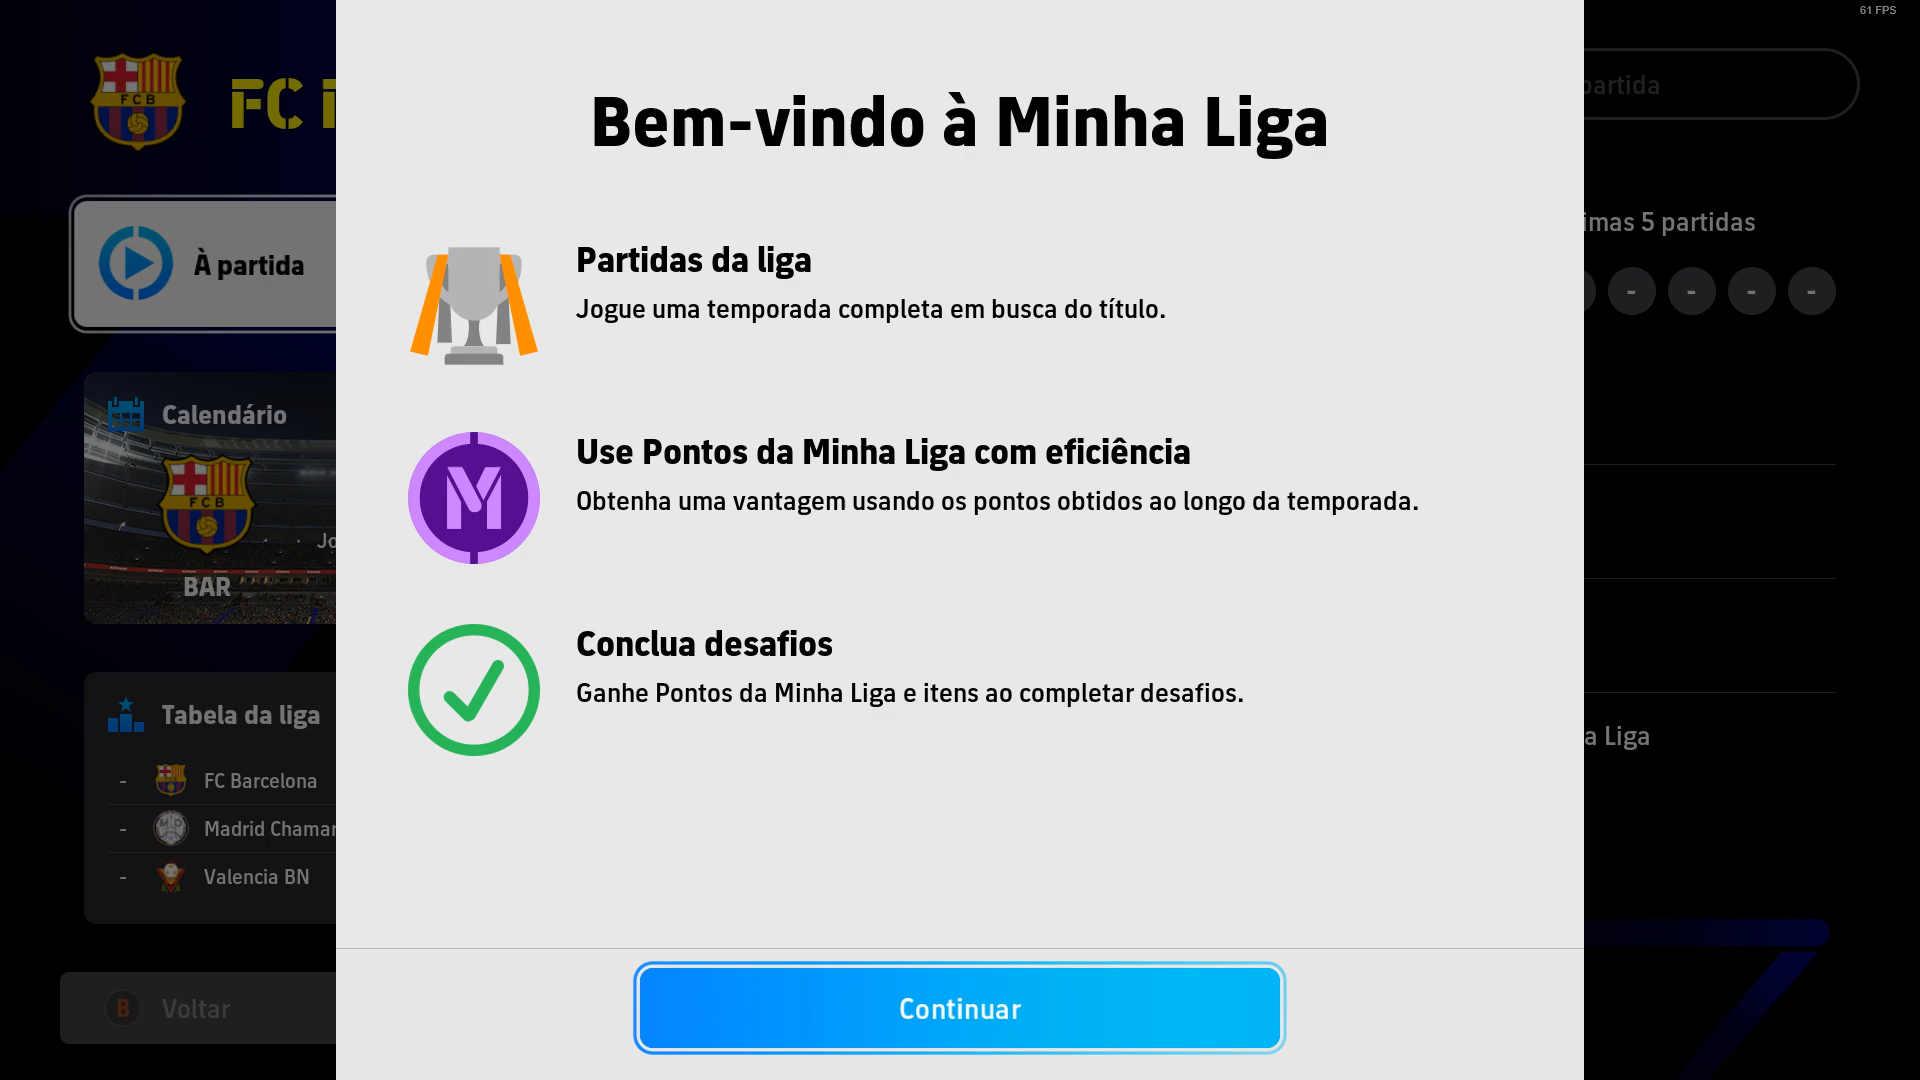 61 FPS
FCB
FC
partida
Bem-vindo à Minha Liga
À partida
Partidas da liga
Jogue uma temporada completa em busca do título.
imas 5 partidas
- - - -
Calendário
FCB
BAR
Jo
Use Pontos da Minha Liga com eficiência
Obtenha uma vantagem usando os pontos obtidos ao longo da temporada.
Conclua desafios
Ganhe Pontos da Minha Liga e itens ao completar desafios.
Tabela da liga
- FC Barcelona
- Madrid Chamar
- Valencia BN
a Liga
B Voltar
Continuar